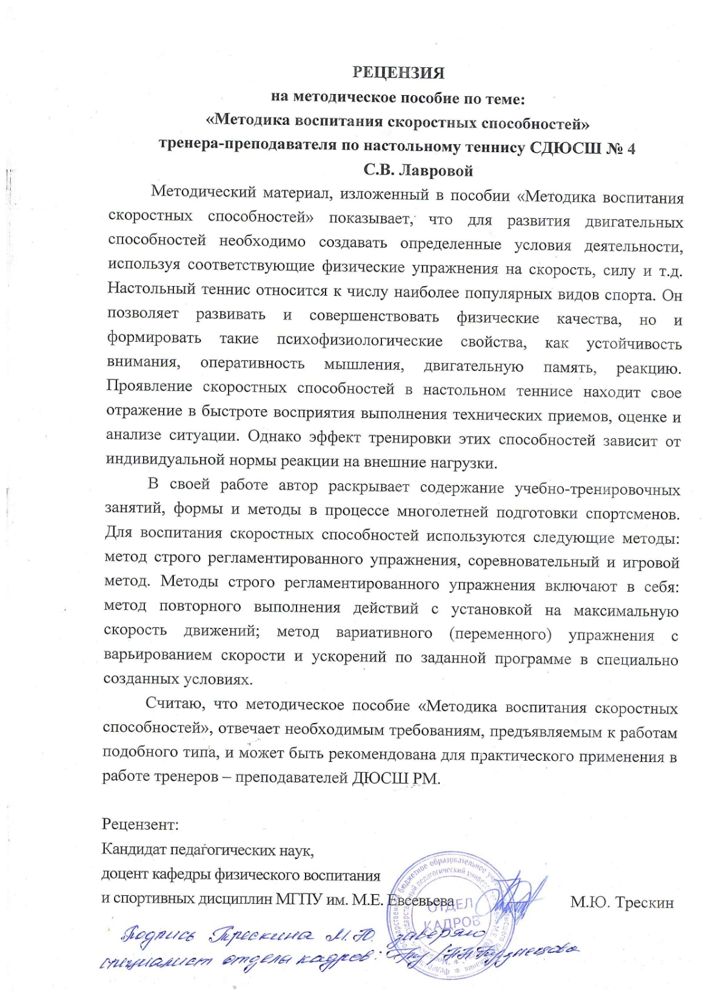 РЕЦЕНЗИЯ
на методическое пособие по теме:
«Методика воспитания скоростных способностей»
тренера-преподавателя по настольному теннису СДЮСШ № 4
С.В. Лавровой
Методический материал, изложенный в пособии «Методика воспитания
скоростных способностей» показывает, что для развития двигательных
способностей необходимо создавать определенные условия деятельности,
используя соответствующие физические упражнения на скорость, силу и т.д.
Настольный теннис относится к числу наиболее популярных видов спорта. Он
позволяет развивать и совершенствовать физические качества, но и
формировать такие психофизиологические свойства, как устойчивость
внимания, оперативность мышления, двигательную память, реакцию.
Проявление скоростных способностей в настольном теннисе находит свое
отражение в быстроте восприятия выполнения технических приемов, оценке и
анализе ситуации. Однако эффект тренировки этих способностей зависит от
индивидуальной нормы реакции на внешние нагрузки.
В своей работе автор раскрывает содержание учебно-тренировочных
занятий, формы и методы в процессе многолетней подготовки спортсменов.
Для воспитания скоростных способностей используются следующие методы:
метод строго регламентированного упражнения, соревновательный и игровой
метод. Методы строго регламентированного упражнения включают в себя:
метод повторного выполнения действий с установкой на максимальную
скорость движений; метод вариативного (переменного) упражнения с
варьированием скорости и ускорений по заданной программе в специально
созданных условиях.
Считаю, что методическое пособие «Методика воспитания скоростных
способностей», отвечает необходимым требованиям, предъявляемым к работам
подобного типа, и может быть рекомендована для практического применения в
работе тренеров – преподавателей ДЮСШ РМ.
Рецензент:
Кандидат педагогических наук,
доцент кафедры физического воспитания
и спортивных дисциплин МГПУ им. М.Е. Евсевьева
М.Ю. Трескин
ОТДЕЛ
КАДРОВ
Подпись Трескина М.Ю. заверяю
специалист отдела кадров: